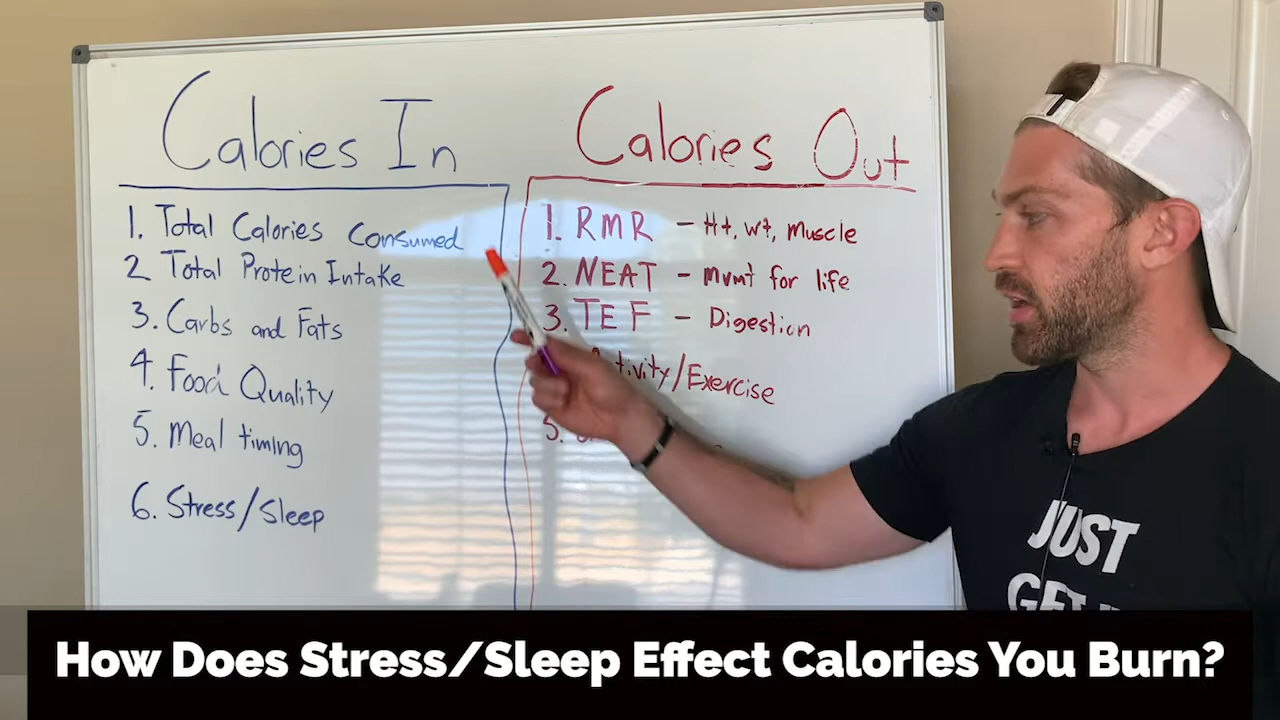 Calories In
1. Total Calories Consumed
2 Total Protein Intake
3. Carbs and Fats
4. Food Quality
5. Meal timing
6. Stress/Sleep
Calories Out
1. RMR - Ht, wt, Muscle
2. NEAT - mvmt for life
3. TEF - Digestion
Activity/Exercise
5.
JUST
GET
How Does Stress/Sleep Effect Calories You Burn?